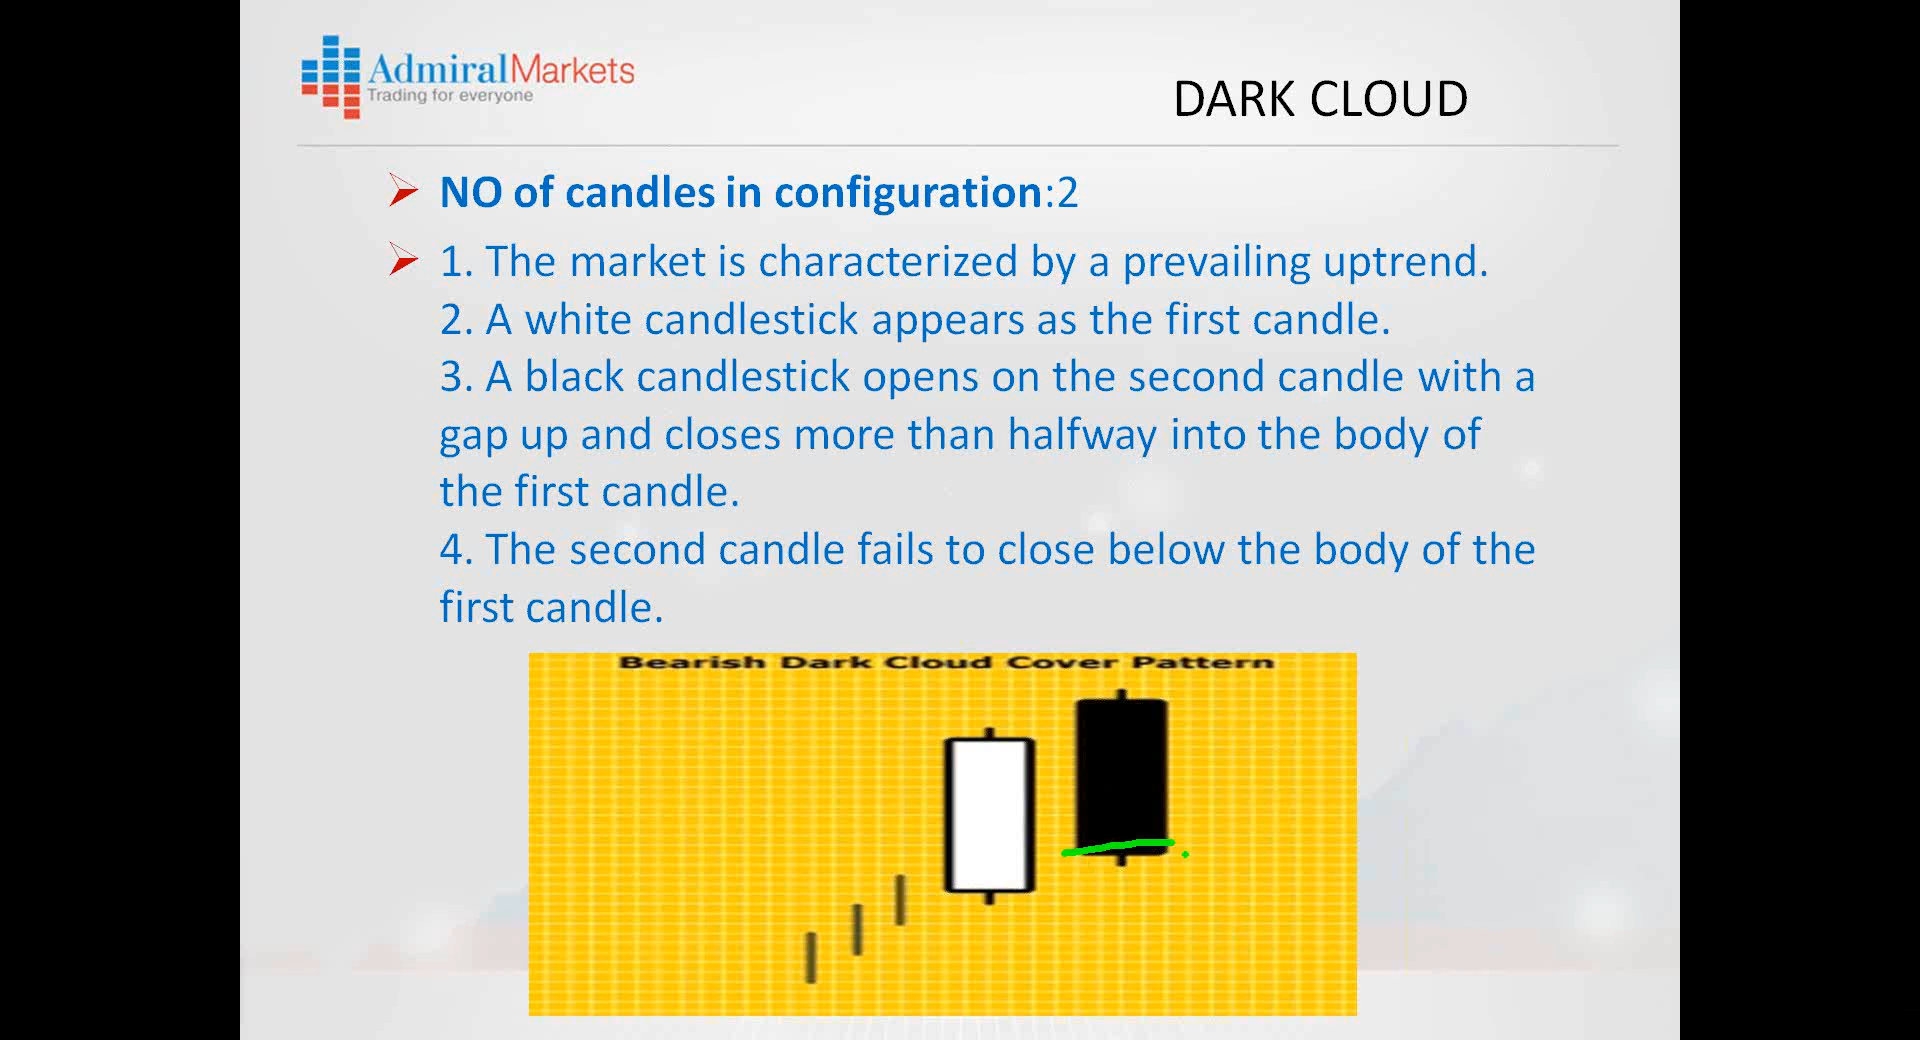 AdmiralMarkets
Trading for everyone
DARK CLOUD
NO of candles in configuration:2
1. The market is characterized by a prevailing uptrend.
2. A white candlestick appears as the first candle.
3. A black candlestick opens on the second candle with a
gap up and closes more than halfway into the body of
the first candle.
4. The second candle fails to close below the body of the
first candle.
Bearish Dark Cloud Cover Pattern